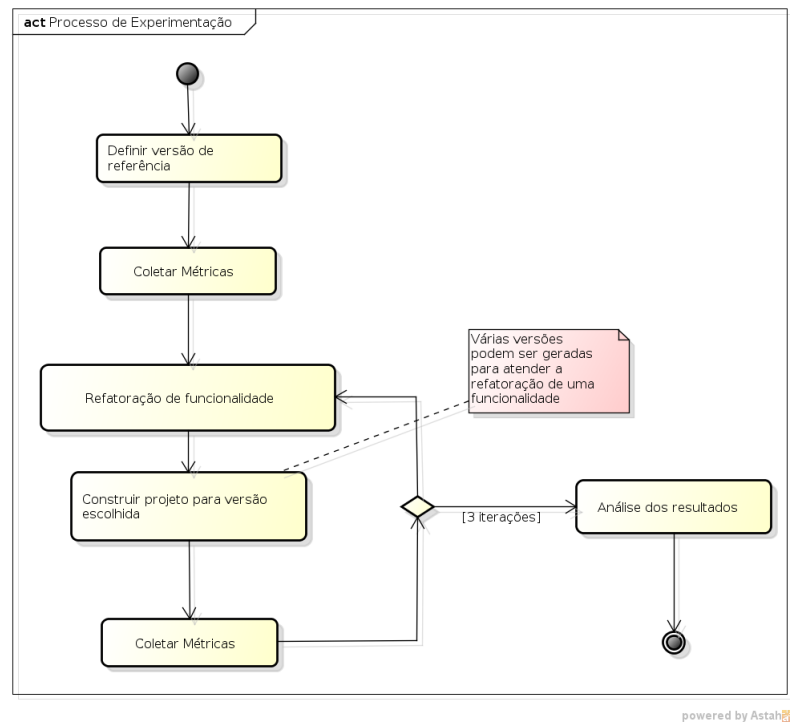 act Processo de Experimentação
Definir versão de
referência
Coletar Métricas
Várias versões
podem ser geradas
para atender a
refatoração de uma
funcionalidade
Refatoração de funcionalidade
Construir projeto para versão
escolhida
Análise dos resultados
[3 iterações]
Coletar Métricas
powered by Astah